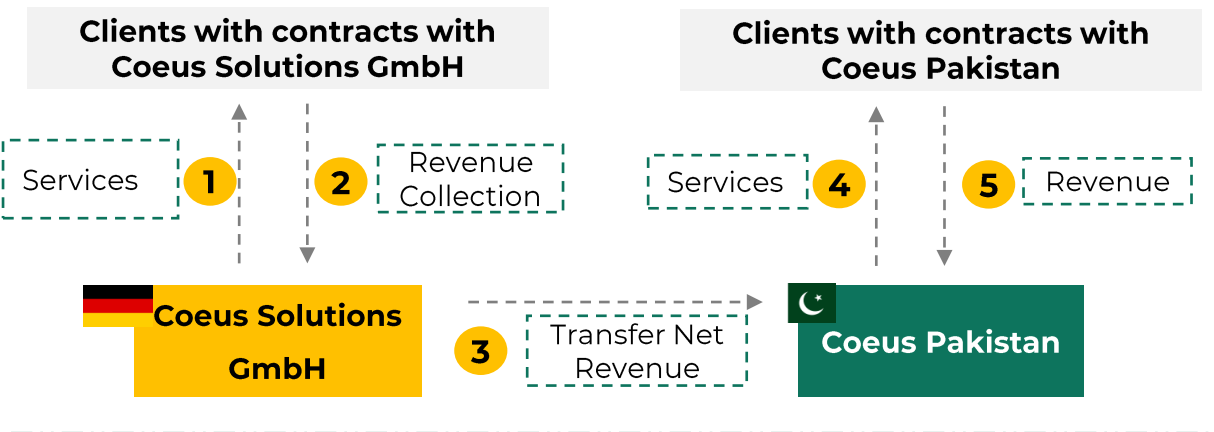 Clients with contracts with
Coeus Solutions GmbH
Clients with contracts with
Coeus Pakistan
Services
1
2
Revenue
Collection
Services
4
5
Revenue
Coeus Solutions
GmbH
3
Transfer Net
Revenue
Coeus Pakistan